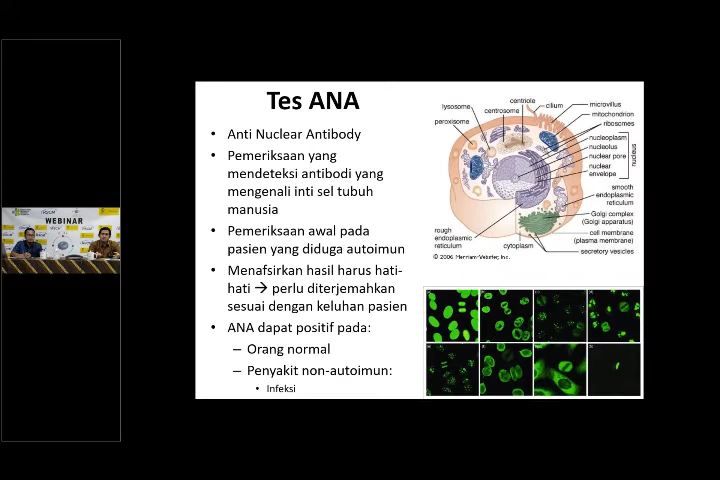 WEBINAR
Tes ANA
• Anti Nuclear Antibody
• Pemeriksaan yang
mendeteksi antibodi yang
mengenali inti sel tubuh
manusia
• Pemeriksaan awal pada
pasien yang diduga autoimun
• Menafsirkan hasil harus hati-
hati → perlu diterjemahkan
sesuai dengan keluhan pasien
• ANA dapat positif pada:
– Orang normal
– Penyakit non-autoimun:
• Infeksi
lysosome
peroxisome
centrosome
centriole
cilium
microvillus
mitochondrion
ribosomes
nucleoplasm
nucleolus
nuclear pore
nuclear
envelope
nucleus
smooth
endoplasmic
reticulum
Golgi complex
(Golgi apparatus)
cell membrane
(plasma membrane)
secretory vesicles
cytoplasm
rough
endoplasmic
reticulum
© 2006 Merriam-Webster, Inc.